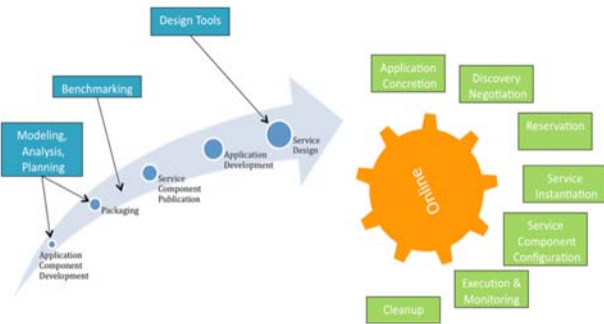 Design Tools
Benchmarking
Modeling,
Analysis,
Planning
Service
Design
Application
Development
Service
Component
Publication
Packaging
Application
Component
Development
Online
Application
Concretion
Discovery
Negotiation
Reservation
Service
Instantiation
Service
Component
Configuration
Execution &
Monitoring
Cleanup